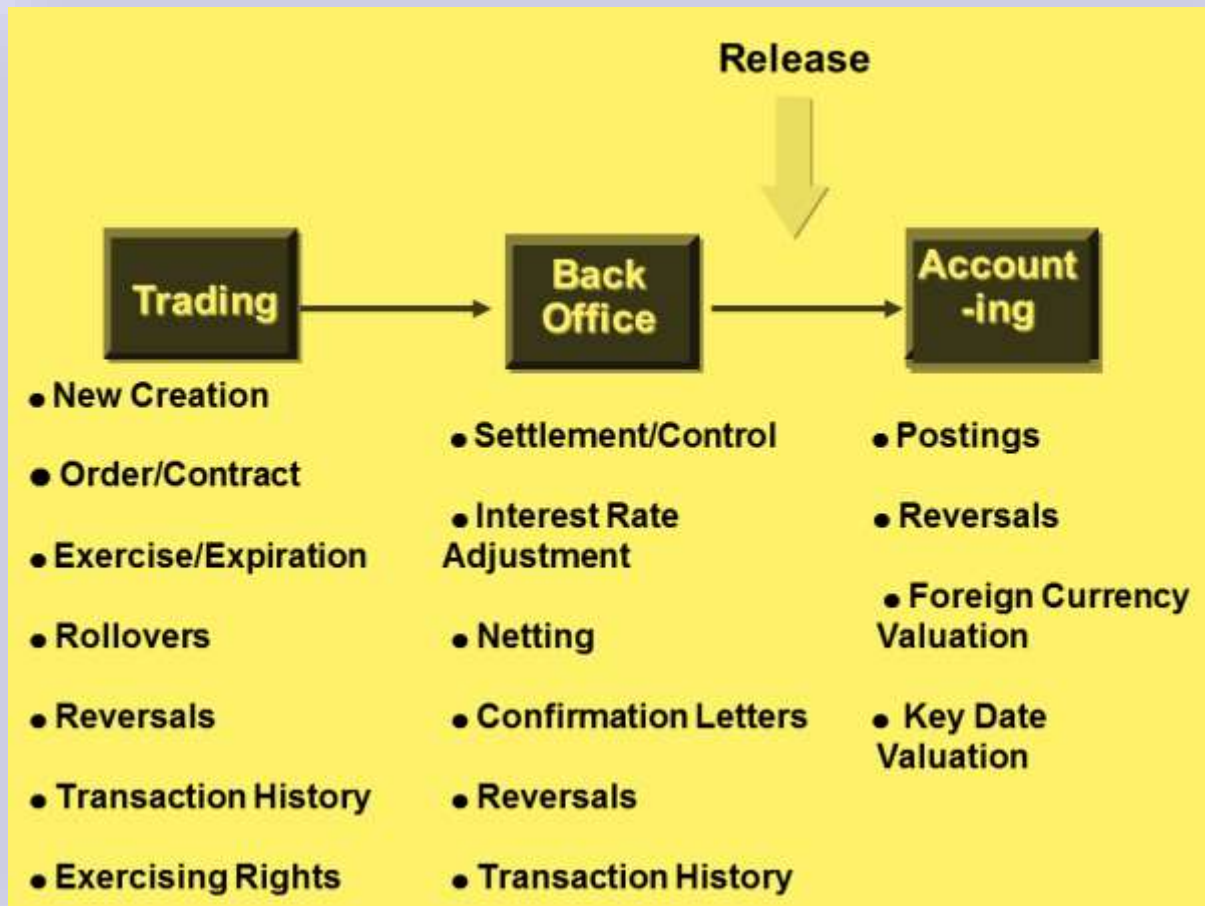 Release
Trading
Back
Office
Account
-ing
• New Creation
• Order/Contract
• Exercise/Expiration
• Rollovers
• Reversals
• Transaction History
• Exercising Rights
• Settlement/Control
• Interest Rate
Adjustment
• Netting
• Confirmation Letters
• Reversals
• Transaction History
• Postings
• Reversals
• Foreign Currency
Valuation
• Key Date
Valuation